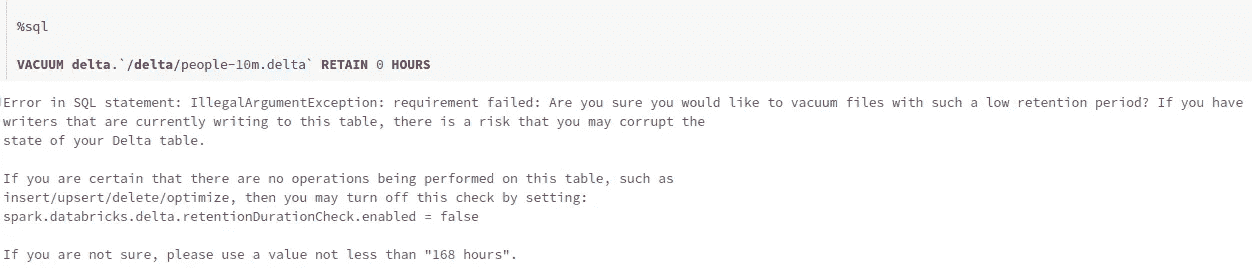 %sql
VACUUM delta.`/delta/people-10m.delta` RETAIN 0 HOURS
Error in SQL statement: IllegalArgumentException: requirement failed: Are you sure you would like to vacuum files with such a low retention period? If you have
writers that are currently writing to this table, there is a risk that you may corrupt the
state of your Delta table.
If you are certain that there are no operations being performed on this table, such as
insert/upsert/delete/optimize, then you may turn off this check by setting:
spark.databricks.delta.retentionDurationCheck.enabled = false
If you are not sure, please use a value not less than "168 hours".